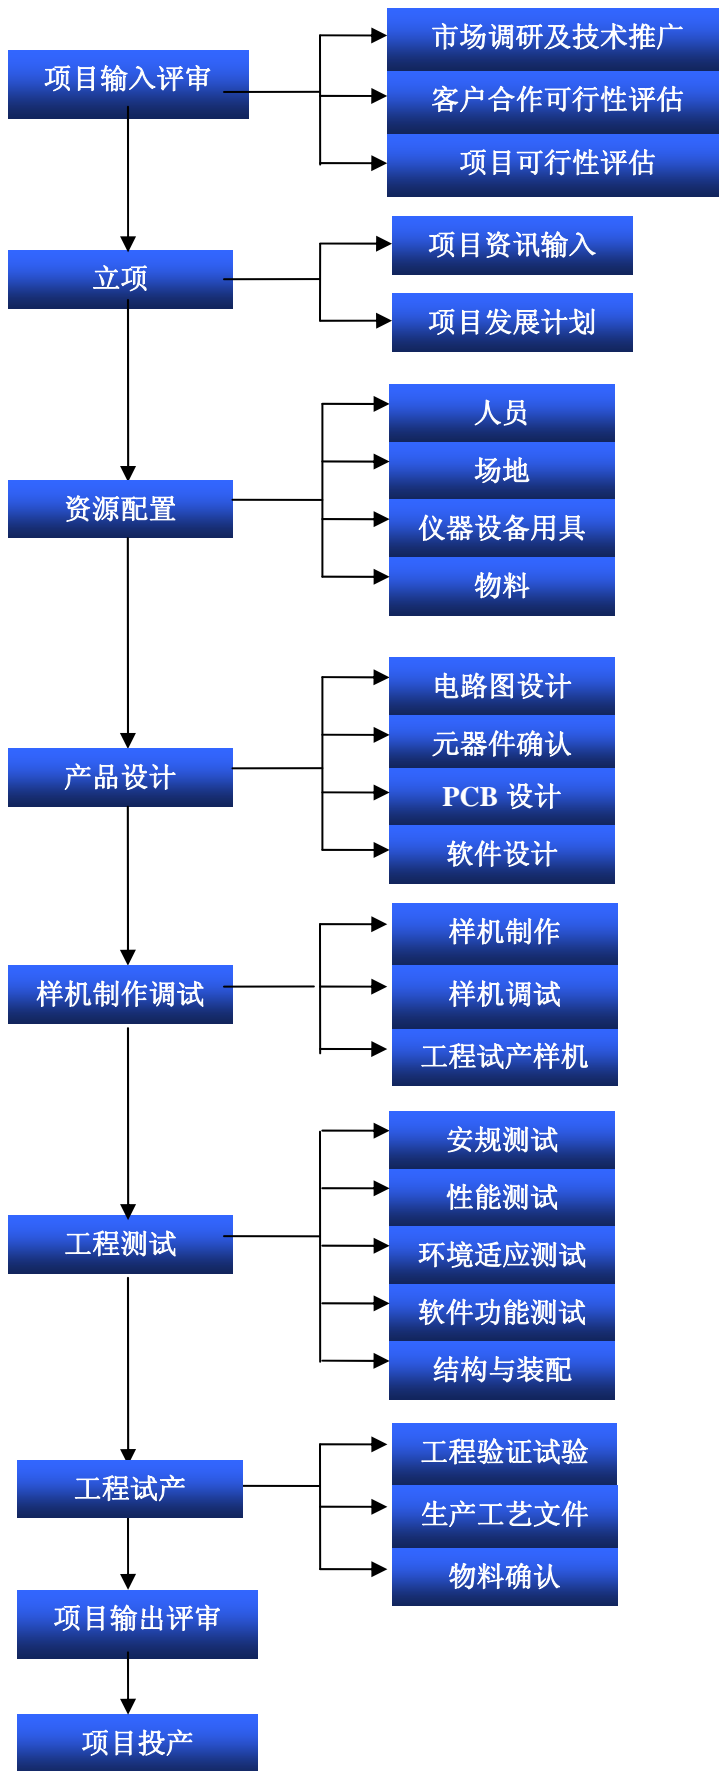 项目输入评审
市场调研及技术推广
客户合作可行性评估
项目可行性评估
立项
项目资讯输入
项目发展计划
资源配置
人员
场地
仪器设备用具
物料
产品设计
电路图设计
元器件确认
PCB 设计
软件设计
样机制作调试
样机制作
样机调试
工程试产样机
工程测试
安规测试
性能测试
环境适应测试
软件功能测试
结构与装配
工程试产
工程验证试验
生产工艺文件
物料确认
项目输出评审
项目投产